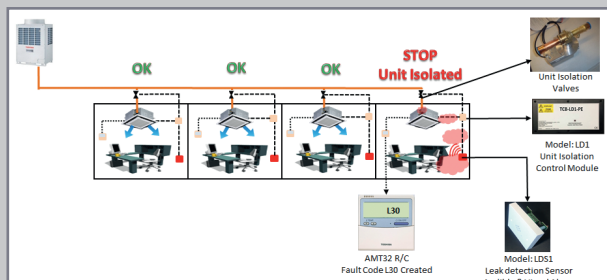 OK
OK
OK
STOP
Unit Isolated
Unit Isolation
Valves
TCB-LD1-PE
Model: LD1
Unit Isolation
Control Module
L30
AMT32 R/C
Fault Code L30 Created
Model: LDS1
Leak detection Sensor